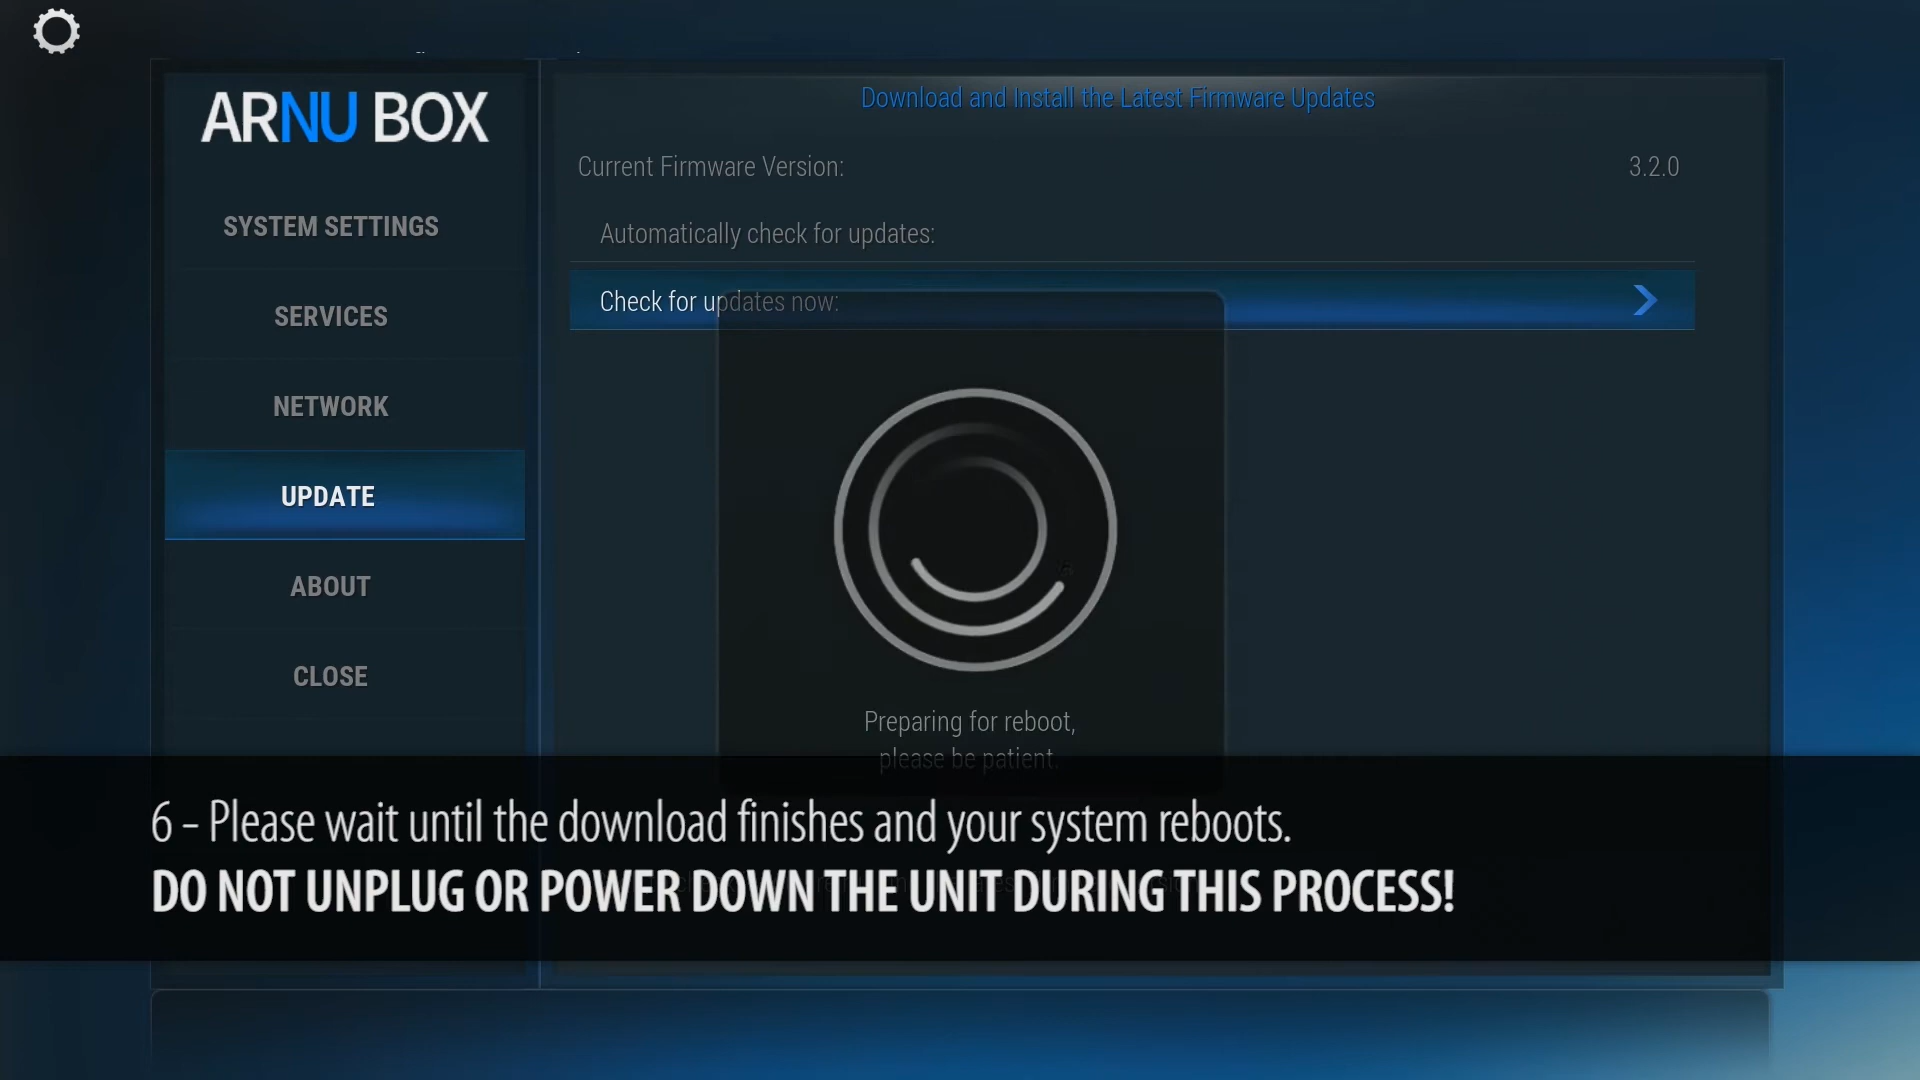 ARNU BOX
SYSTEM SETTINGS
SERVICES
NETWORK
UPDATE
ABOUT
CLOSE
Download and Install the Latest Firmware Updates
Current Firmware Version: 3.2.0
Automatically check for updates:
Check for updates now:
Preparing for reboot,
please be patient.
6 - Please wait until the download finishes and your system reboots.
DO NOT UNPLUG OR POWER DOWN THE UNIT DURING THIS PROCESS!